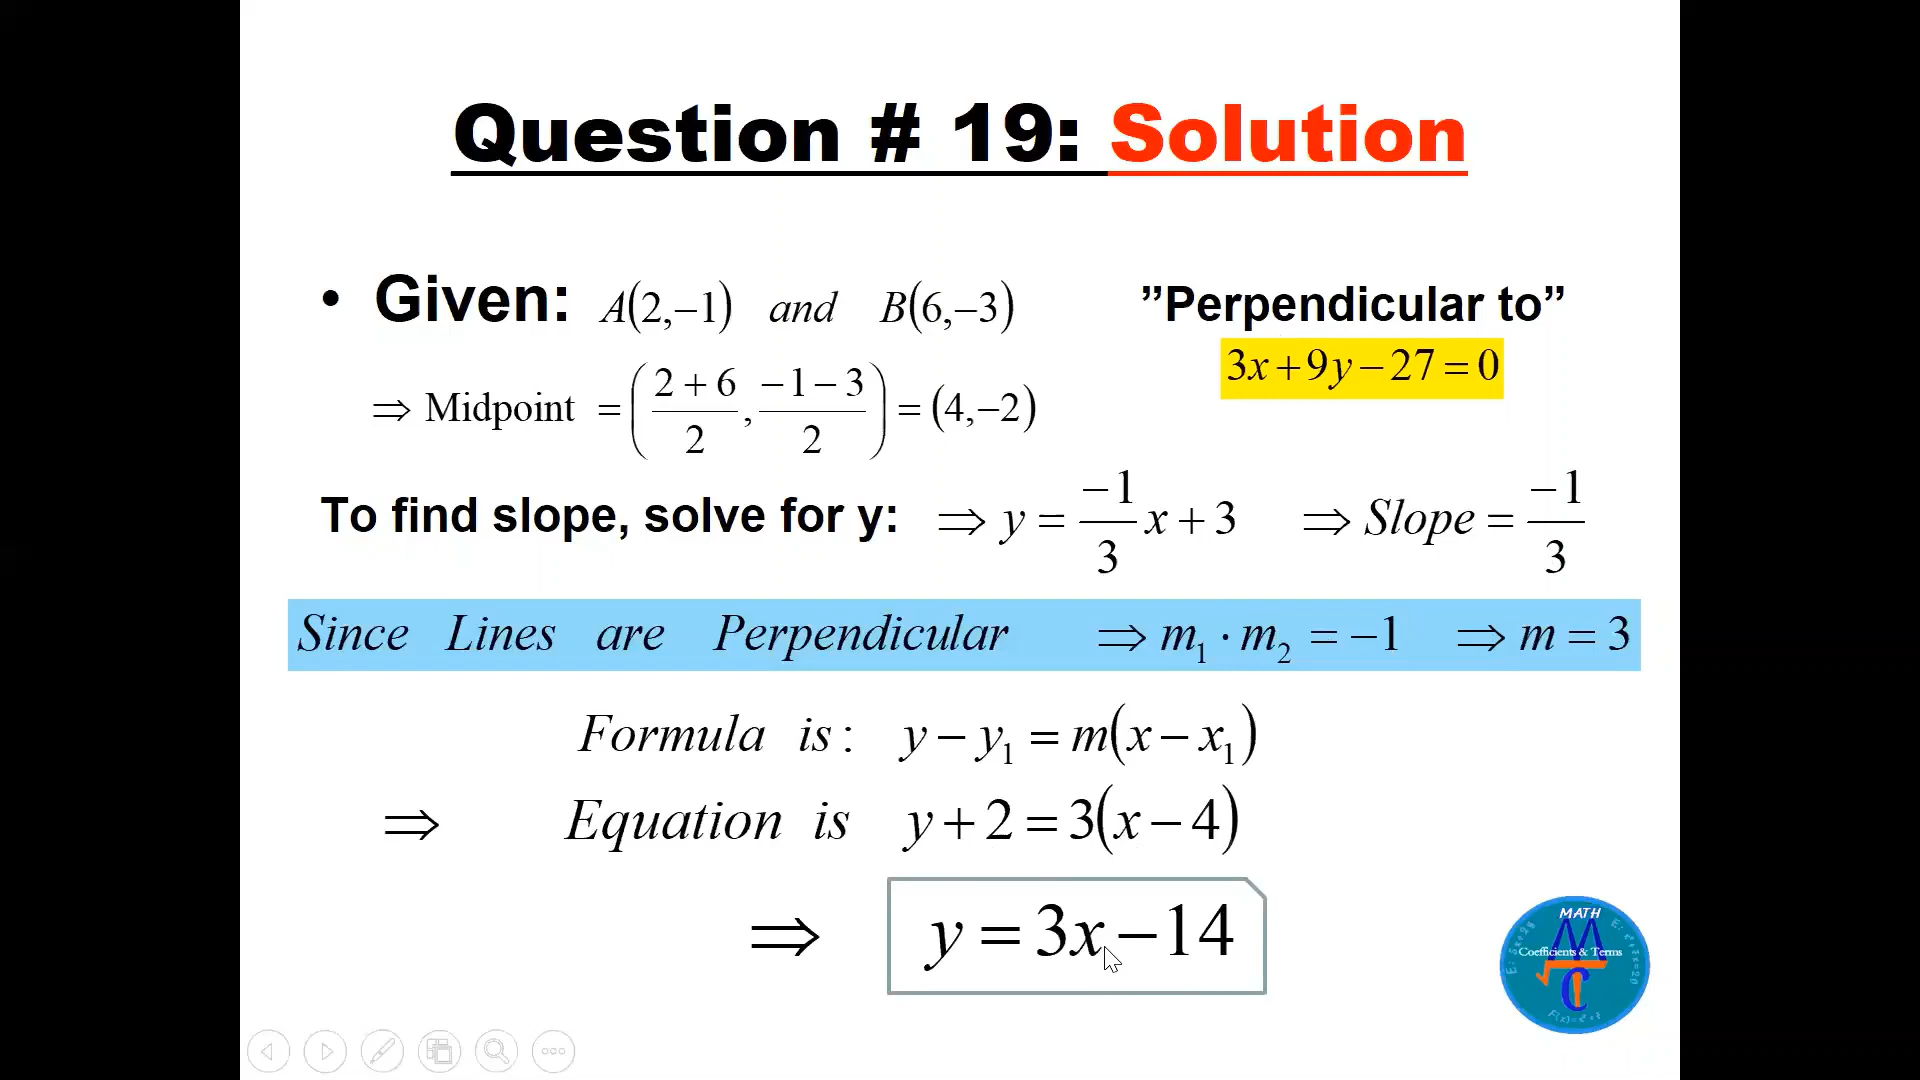 Question # 19: Solution
• Given: A(2,−1) and B(6,−3) ”Perpendicular to”
3x+9y−27=0
⇒ Midpoint = ((2+6)/2, (−1−3)/2) = (4,−2)
To find slope, solve for y: ⇒ y = −1/3 x+3 ⇒ Slope = −1/3
Since Lines are Perpendicular ⇒ m₁·m₂ = −1 ⇒ m = 3
Formula is: y − y₁ = m(x − x₁)
⇒ Equation is y+2=3(x−4)
⇒ y=3x−14
MATH
M
Coefficients & Terms
C